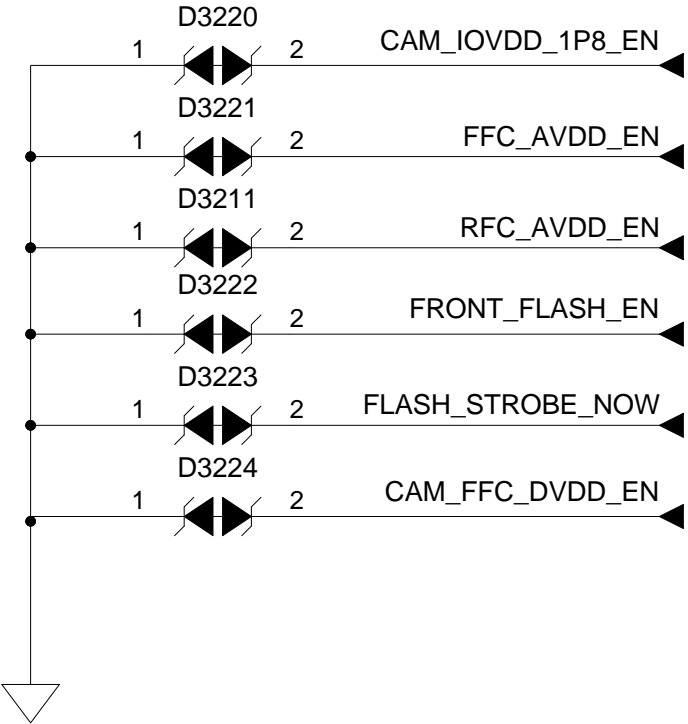 D3220
1 2 CAM_IOVDD_1P8_EN
D3221
1 2 FFC_AVDD_EN
D3211
1 2 RFC_AVDD_EN
D3222
1 2 FRONT_FLASH_EN
D3223
1 2 FLASH_STROBE_NOW
D3224
1 2 CAM_FFC_DVDD_EN